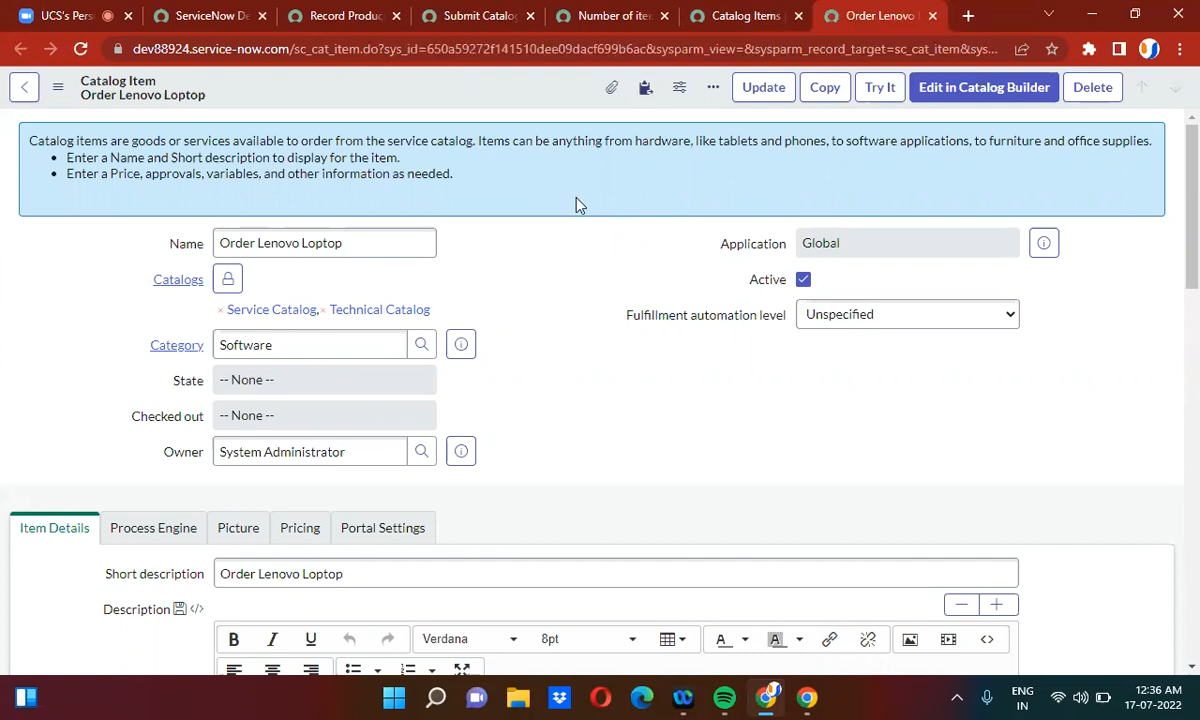 UCS's Pers
ServiceNow De
Record Produc
Submit Catalog
Number of iter
Catalog Items |
Order Lenovo L
dev88924.service-now.com/sc_cat_item.do?sys_id=650a59272f141510dee09dacf699b6ac&sysparm_view=&sysparm_record_target=sc_cat_item&sys...
Catalog Item
Order Lenovo Loptop
Update
Copy
Try It
Edit in Catalog Builder
Delete
Catalog items are goods or services available to order from the service catalog. Items can be anything from hardware, like tablets and phones, to software applications, to furniture and office supplies.
• Enter a Name and Short description to display for the item.
• Enter a Price, approvals, variables, and other information as needed.
Name Order Lenovo Loptop
Application Global
Catalogs
Active
× Service Catalog,× Technical Catalog
Fulfillment automation level Unspecified
Category Software
State -- None --
Checked out -- None --
Owner System Administrator
Item Details
Process Engine
Picture
Pricing
Portal Settings
Short description Order Lenovo Loptop
Description </>
B I U Verdana 8pt A A <>
ENG
IN
12:36 AM
17-07-2022